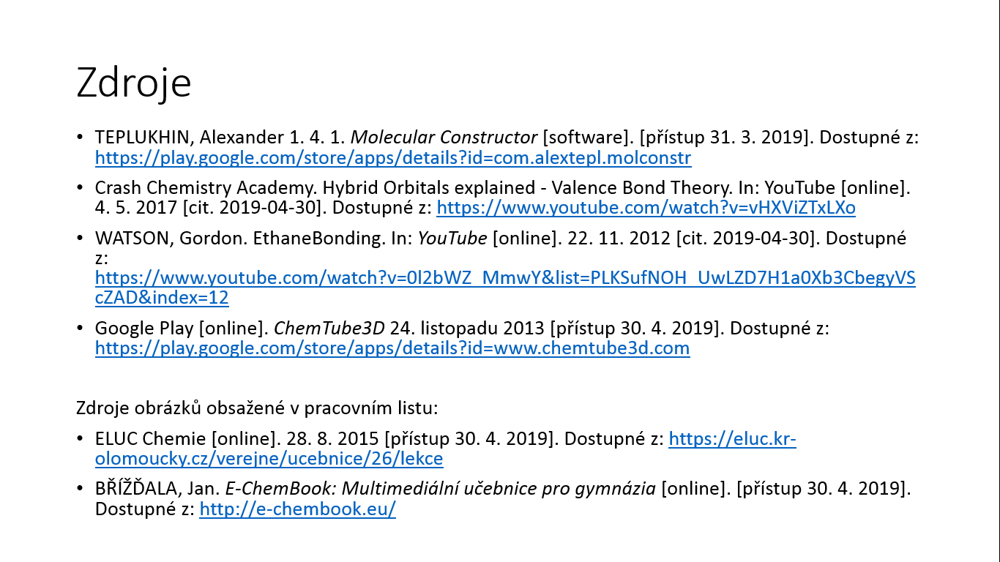 Zdroje
• TEPLUKHIN, Alexander 1. 4. 1. Molecular Constructor [software]. [přístup 31. 3. 2019]. Dostupné z:
https://play.google.com/store/apps/details?id=com.alextepl.molconstr
• Crash Chemistry Academy. Hybrid Orbitals explained - Valence Bond Theory. In: YouTube [online].
4. 5. 2017 [cit. 2019-04-30]. Dostupné z: https://www.youtube.com/watch?v=vHXViZTxLXo
• WATSON, Gordon. EthaneBonding. In: YouTube [online]. 22. 11. 2012 [cit. 2019-04-30]. Dostupné
z:
https://www.youtube.com/watch?v=0l2bWZ_MmwY&list=PLKSufNOH_UwLZD7H1a0Xb3CbegyVS
cZAD&index=12
• Google Play [online]. ChemTube3D 24. listopadu 2013 [přístup 30. 4. 2019]. Dostupné z:
https://play.google.com/store/apps/details?id=www.chemtube3d.com
Zdroje obrázků obsažené v pracovním listu:
• ELUC Chemie [online]. 28. 8. 2015 [přístup 30. 4. 2019]. Dostupné z: https://eluc.kr-
olomoucky.cz/verejne/ucebnice/26/lekce
• BŘÍŽĎALA, Jan. E-ChemBook: Multimediální učebnice pro gymnázia [online]. [přístup 30. 4. 2019].
Dostupné z: http://e-chembook.eu/